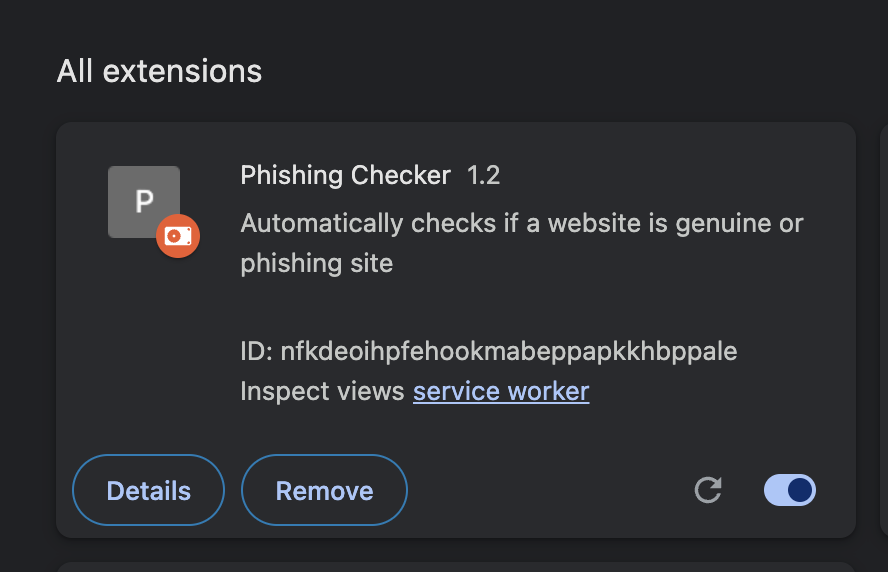 All extensions
P
Phishing Checker 1.2
Automatically checks if a website is genuine or
phishing site
ID: nfkdeoihpfehookmabeppapkkhbppale
Inspect views service worker
Details
Remove